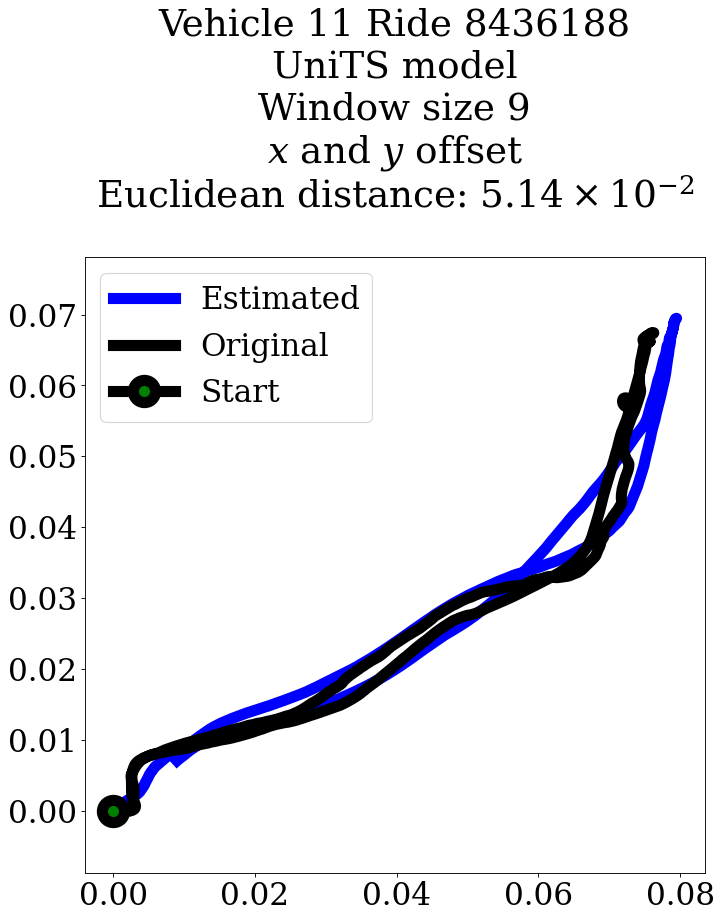 Vehicle 11 Ride 8436188
UniTS model
Window size 9
x and y offset
Euclidean distance: 5.14 × 10⁻²
Estimated
Original
Start
0.07
0.06
0.05
0.04
0.03
0.02
0.01
0.00
0.00 0.02 0.04 0.06 0.08